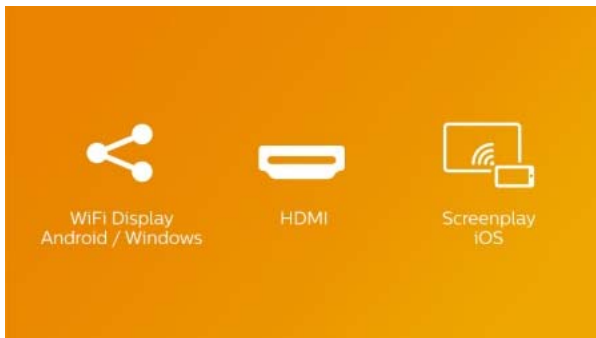 WiFi Display
Android / Windows
HDMI
Screenplay
iOS